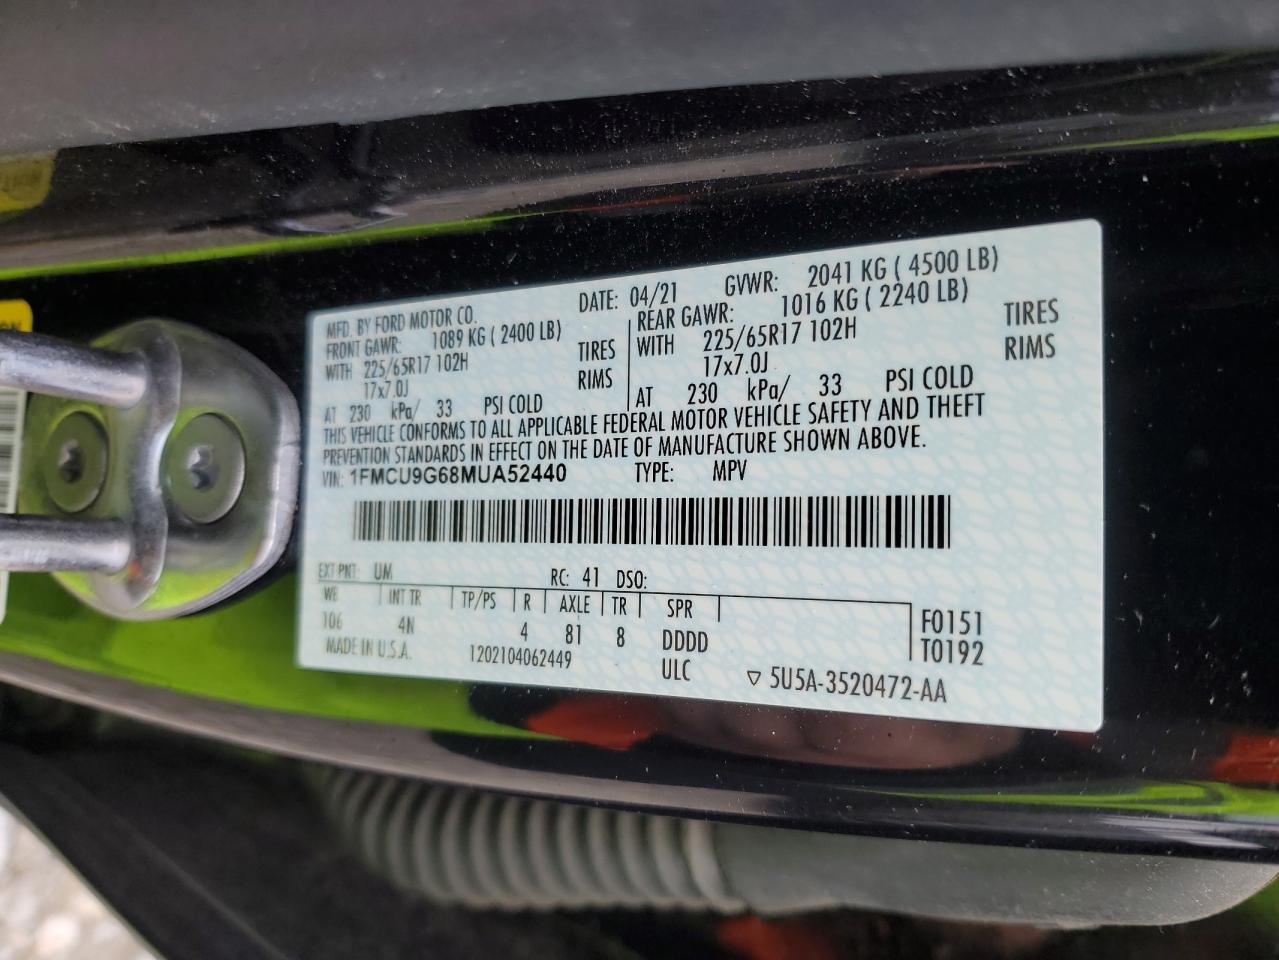 MFD. BY FORD MOTOR CO. DATE: 04/21 GVWR: 2041 KG ( 4500 LB)
FRONT GAWR: 1089 KG ( 2400 LB) REAR GAWR: 1016 KG ( 2240 LB)
WITH 225/65R17 102H TIRES WITH 225/65R17 102H TIRES
17x7.0J RIMS 17x7.0J RIMS
AT 230 kPa/ 33 PSI COLD AT 230 kPa/ 33 PSI COLD
THIS VEHICLE CONFORMS TO ALL APPLICABLE FEDERAL MOTOR VEHICLE SAFETY AND THEFT
PREVENTION STANDARDS IN EFFECT ON THE DATE OF MANUFACTURE SHOWN ABOVE.
VIN: 1FMCU9G68MUA52440 TYPE: MPV
EXT PNT: UM RC: 41 DSO:
WB INT TR TP/PS R AXLE TR SPR
106 4N 4 81 8 DDDD
F0151
T0192
MADE IN U.S.A. 1202104062449 ULC ▽ 5U5A-3520472-AA